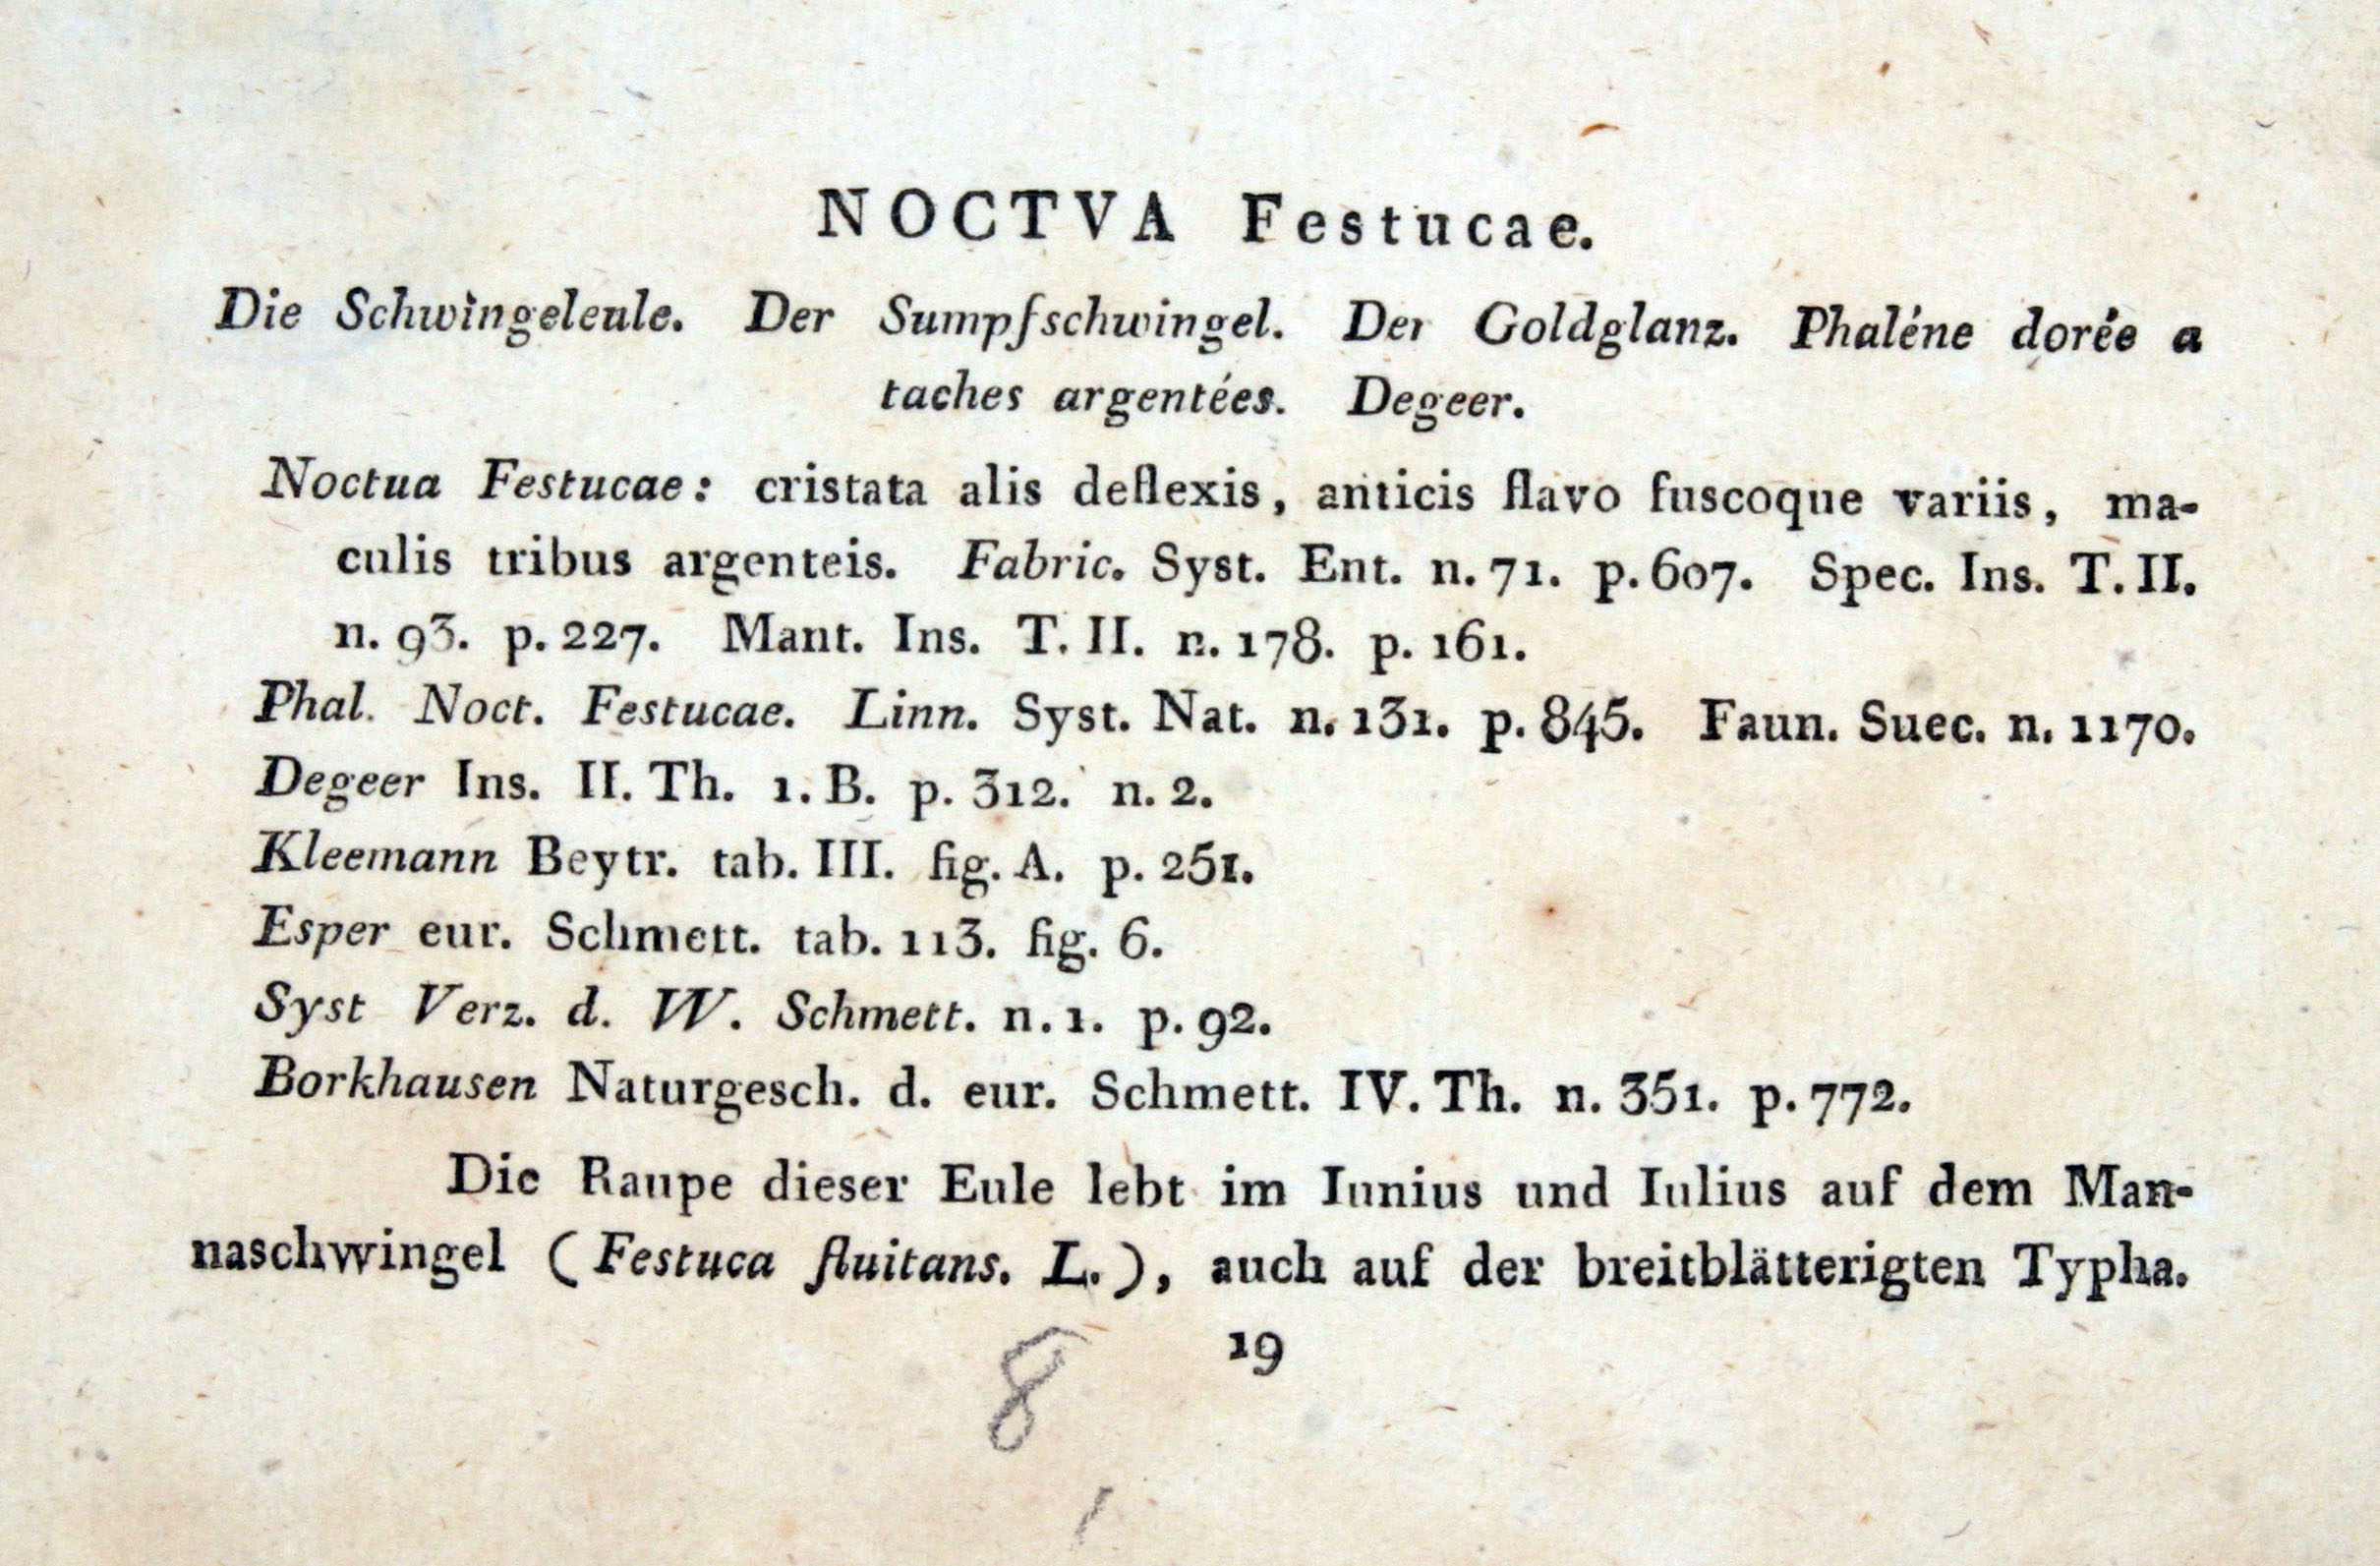 NOCTVA Festucae.
Die Schwingeleule. Der Sumpfschwingel. Der Goldglanz. Phaléne dorée a
taches argentées. Degeer.
Noctua Festucae: cristata alis deflexis, anticis flavo fuscoque variis, ma-
culis tribus argenteis. Fabric. Syst. Ent. n. 71. p. 607. Spec. Ins. T. II.
n. 93. p. 227. Mant. Ins. T. II. n. 178. p. 161.
Phal. Noct. Festucae. Linn. Syst. Nat. n. 131. p. 845. Faun. Suec. n. 1170.
Degeer Ins. II. Th. 1. B. p. 312. n. 2.
Kleemann Beytr. tab. III. fig. A. p. 251.
Esper eur. Schmett. tab. 113. fig. 6.
Syst Verz. d. W. Schmett. n. 1. p. 92.
Borkhausen Naturgesch. d. eur. Schmett. IV. Th. n. 351. p. 772.
Die Raupe dieser Eule lebt im Iunius und Iulius auf dem Man-
naschwingel (Festuca fluitans. L.), auch auf der breitblätterigten Typha.
19
8
1